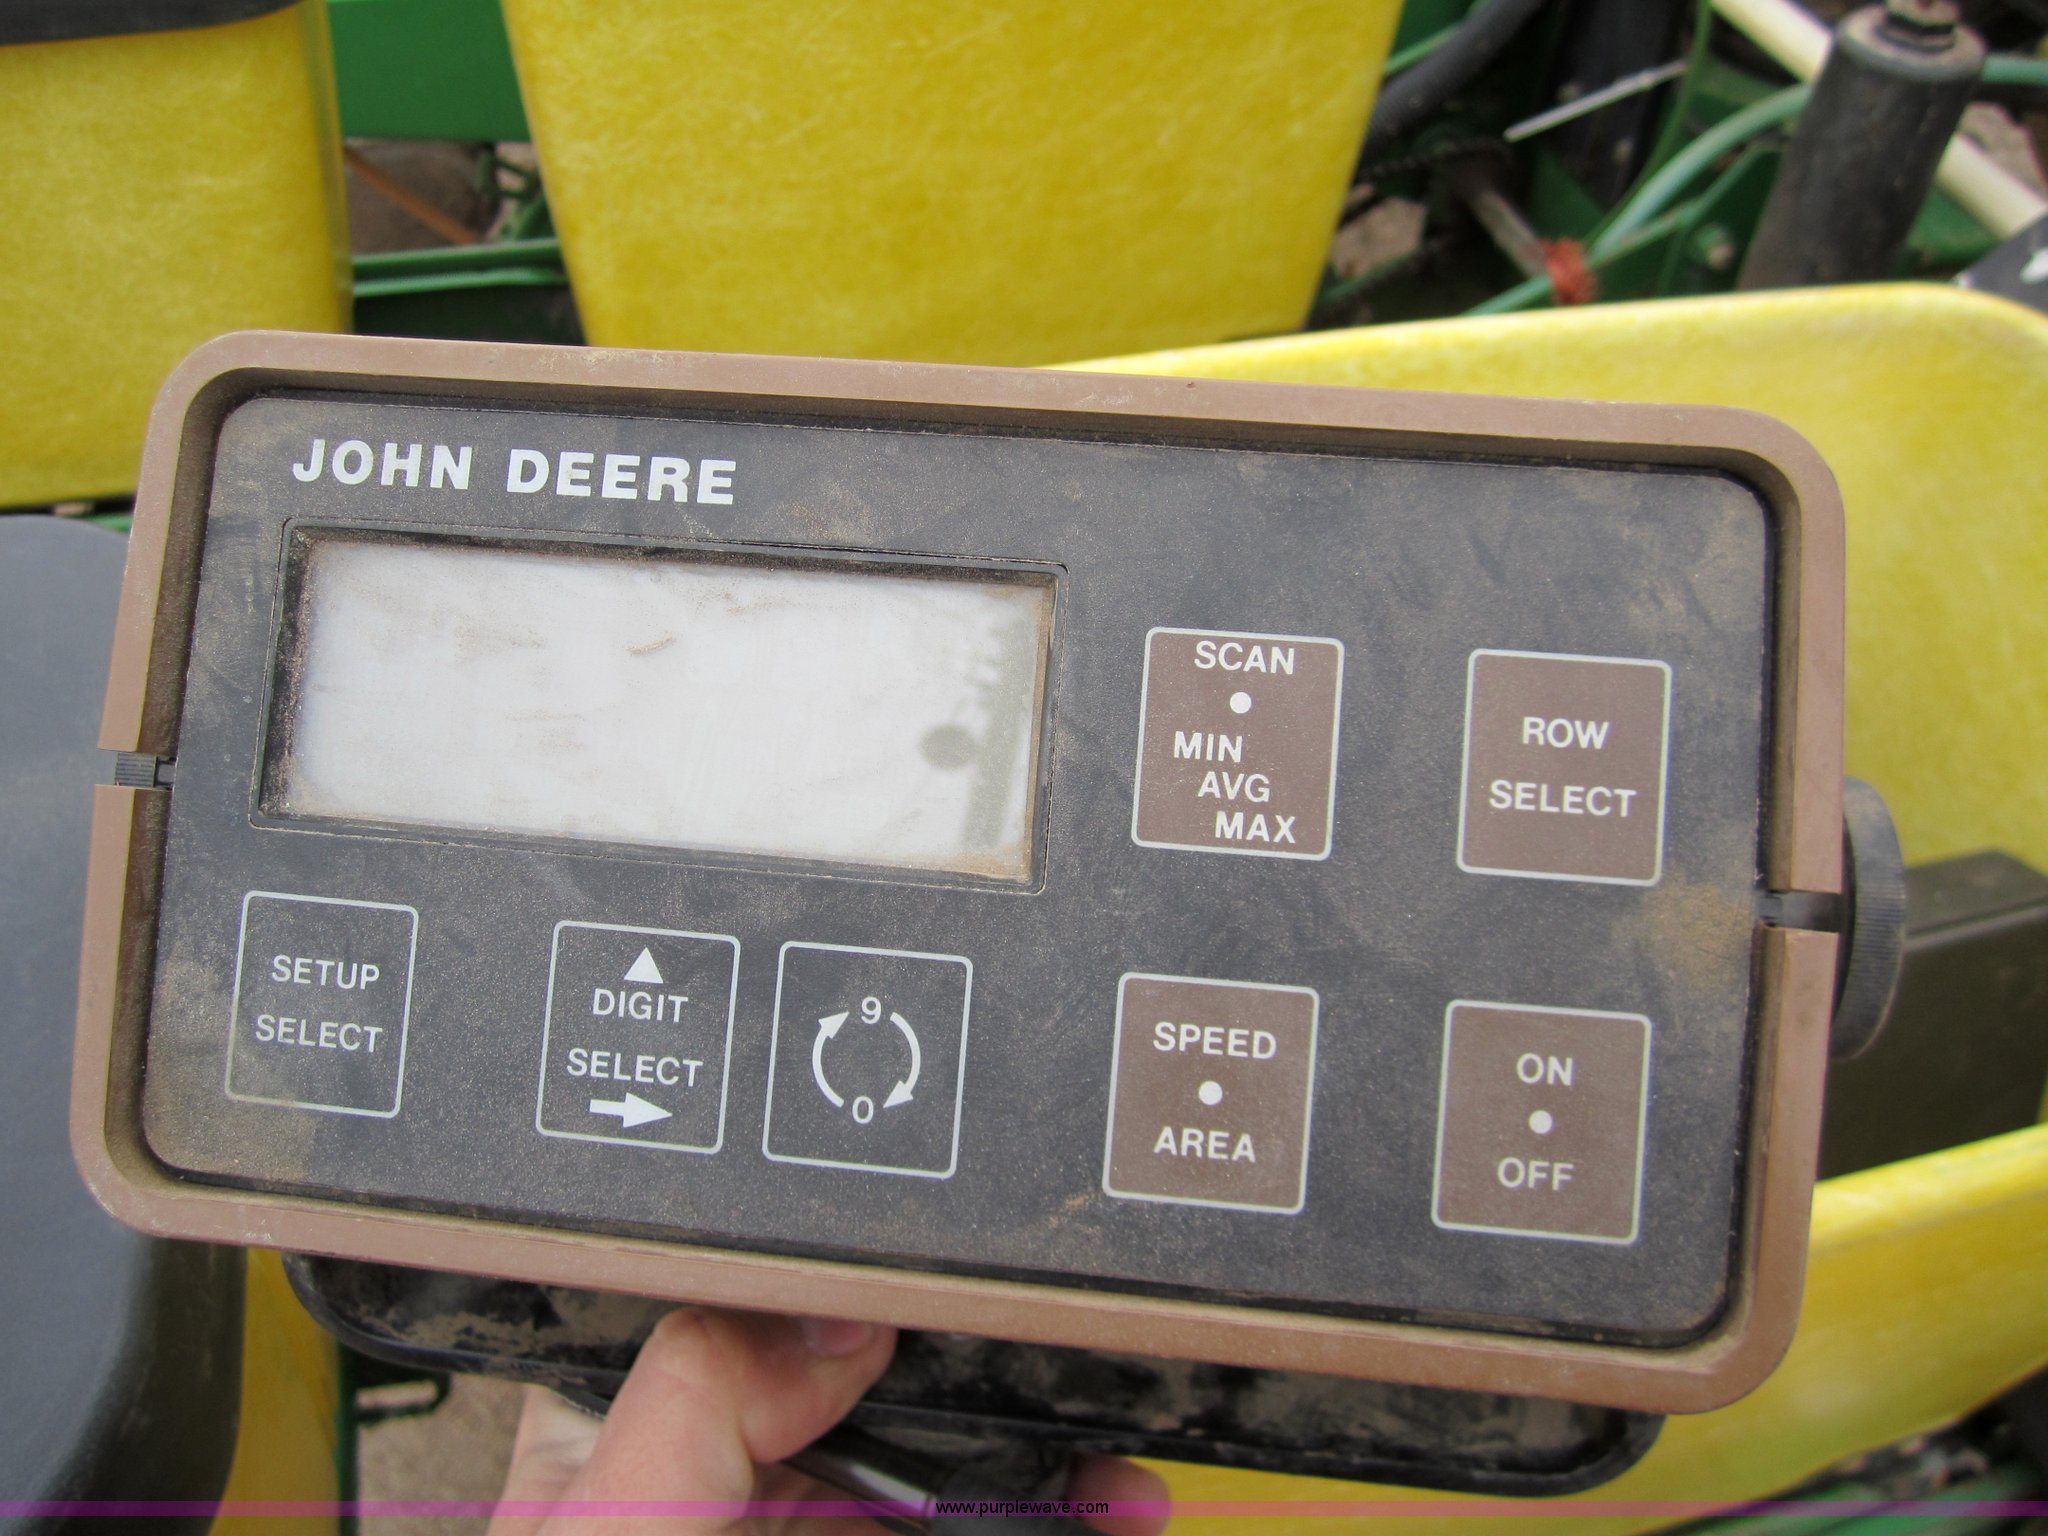 JOHN DEERE
SCAN
MIN
AVG
MAX
ROW
SELECT
SETUP
SELECT
DIGIT
SELECT
9
0
SPEED
AREA
ON
OFF
www.purplewave.com